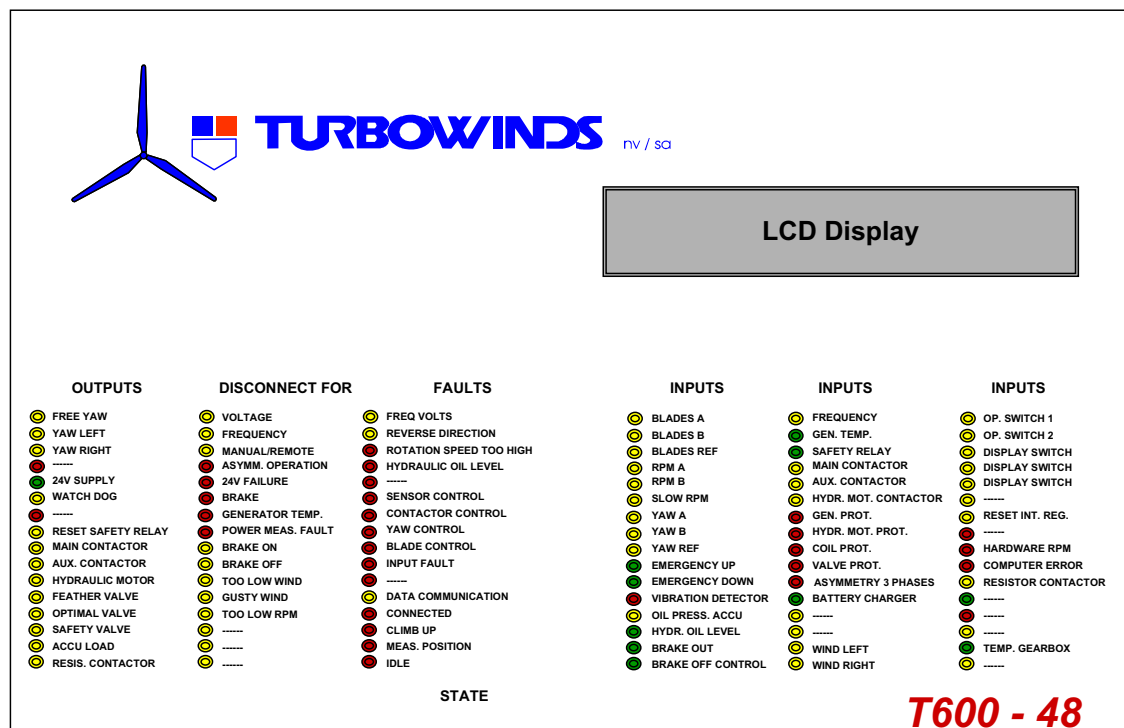 TURBOWINDS nv / sa
LCD Display
OUTPUTS
FREE YAW
YAW LEFT
YAW RIGHT
------
24V SUPPLY
WATCH DOG
------
RESET SAFETY RELAY
MAIN CONTACTOR
AUX. CONTACTOR
HYDRAULIC MOTOR
FEATHER VALVE
OPTIMAL VALVE
SAFETY VALVE
ACCU LOAD
RESIS. CONTACTOR
DISCONNECT FOR
VOLTAGE
FREQUENCY
MANUAL/REMOTE
ASYMM. OPERATION
24V FAILURE
BRAKE
GENERATOR TEMP.
POWER MEAS. FAULT
BRAKE ON
BRAKE OFF
TOO LOW WIND
GUSTY WIND
TOO LOW RPM
------
------
------
FAULTS
FREQ VOLTS
REVERSE DIRECTION
ROTATION SPEED TOO HIGH
HYDRAULIC OIL LEVEL
------
SENSOR CONTROL
CONTACTOR CONTROL
YAW CONTROL
BLADE CONTROL
INPUT FAULT
------
DATA COMMUNICATION
CONNECTED
CLIMB UP
MEAS. POSITION
IDLE
STATE
INPUTS
BLADES A
BLADES B
BLADES REF
RPM A
RPM B
SLOW RPM
YAW A
YAW B
YAW REF
EMERGENCY UP
EMERGENCY DOWN
VIBRATION DETECTOR
OIL PRESS. ACCU
HYDR. OIL LEVEL
BRAKE OUT
BRAKE OFF CONTROL
INPUTS
FREQUENCY
GEN. TEMP.
SAFETY RELAY
MAIN CONTACTOR
AUX. CONTACTOR
HYDR. MOT. CONTACTOR
GEN. PROT.
HYDR. MOT. PROT.
COIL PROT.
VALVE PROT.
ASYMMETRY 3 PHASES
BATTERY CHARGER
------
------
WIND LEFT
WIND RIGHT
INPUTS
OP. SWITCH 1
OP. SWITCH 2
DISPLAY SWITCH
DISPLAY SWITCH
DISPLAY SWITCH
------
RESET INT. REG.
------
HARDWARE RPM
COMPUTER ERROR
RESISTOR CONTACTOR
------
------
------
TEMP. GEARBOX
------
T600 - 48